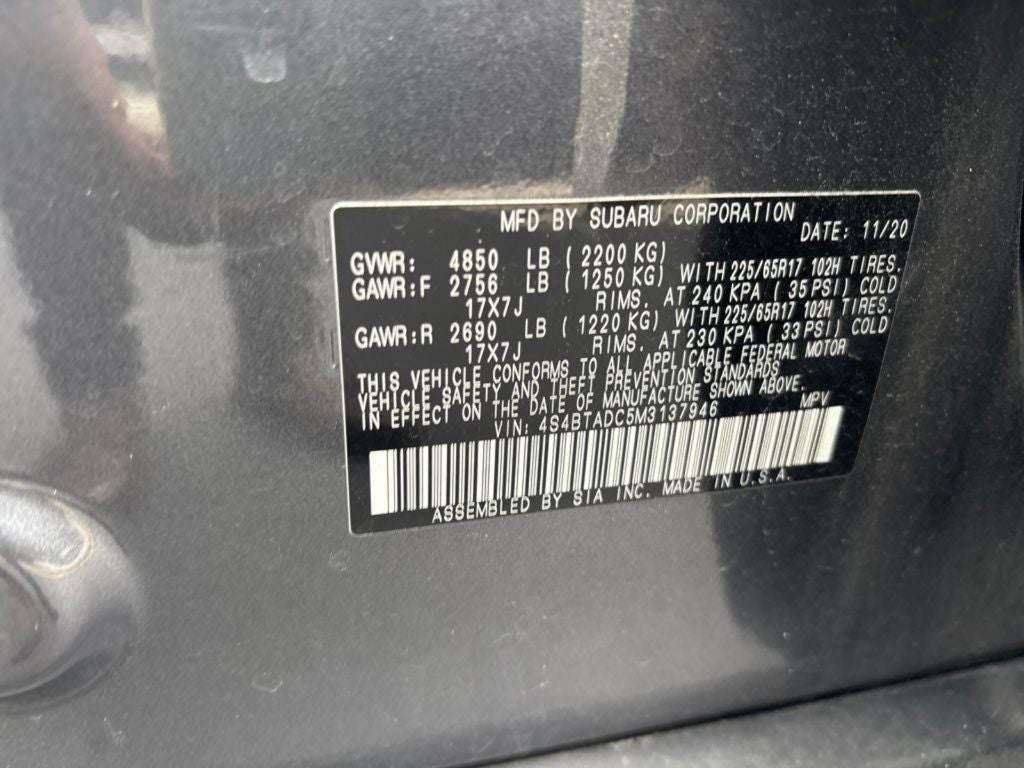 MFD BY SUBARU CORPORATION
DATE: 11/20
GVWR: 4850 LB ( 2200 KG)
GAWR:F 2756 LB ( 1250 KG) WITH 225/65R17 102H TIRES.
17X7J RIMS. AT 240 KPA ( 35 PSI) COLD
GAWR:R 2690 LB ( 1220 KG) WITH 225/65R17 102H TIRES.
17X7J RIMS. AT 230 KPA ( 33 PSI) COLD
THIS VEHICLE CONFORMS TO ALL APPLICABLE FEDERAL MOTOR
VEHICLE SAFETY AND THEFT PREVENTION STANDARDS
IN EFFECT ON THE DATE OF MANUFACTURE SHOWN ABOVE.
VIN: 4S4BTADC5M3137946 MPV
ASSEMBLED BY SIA INC. MADE IN U.S.A.